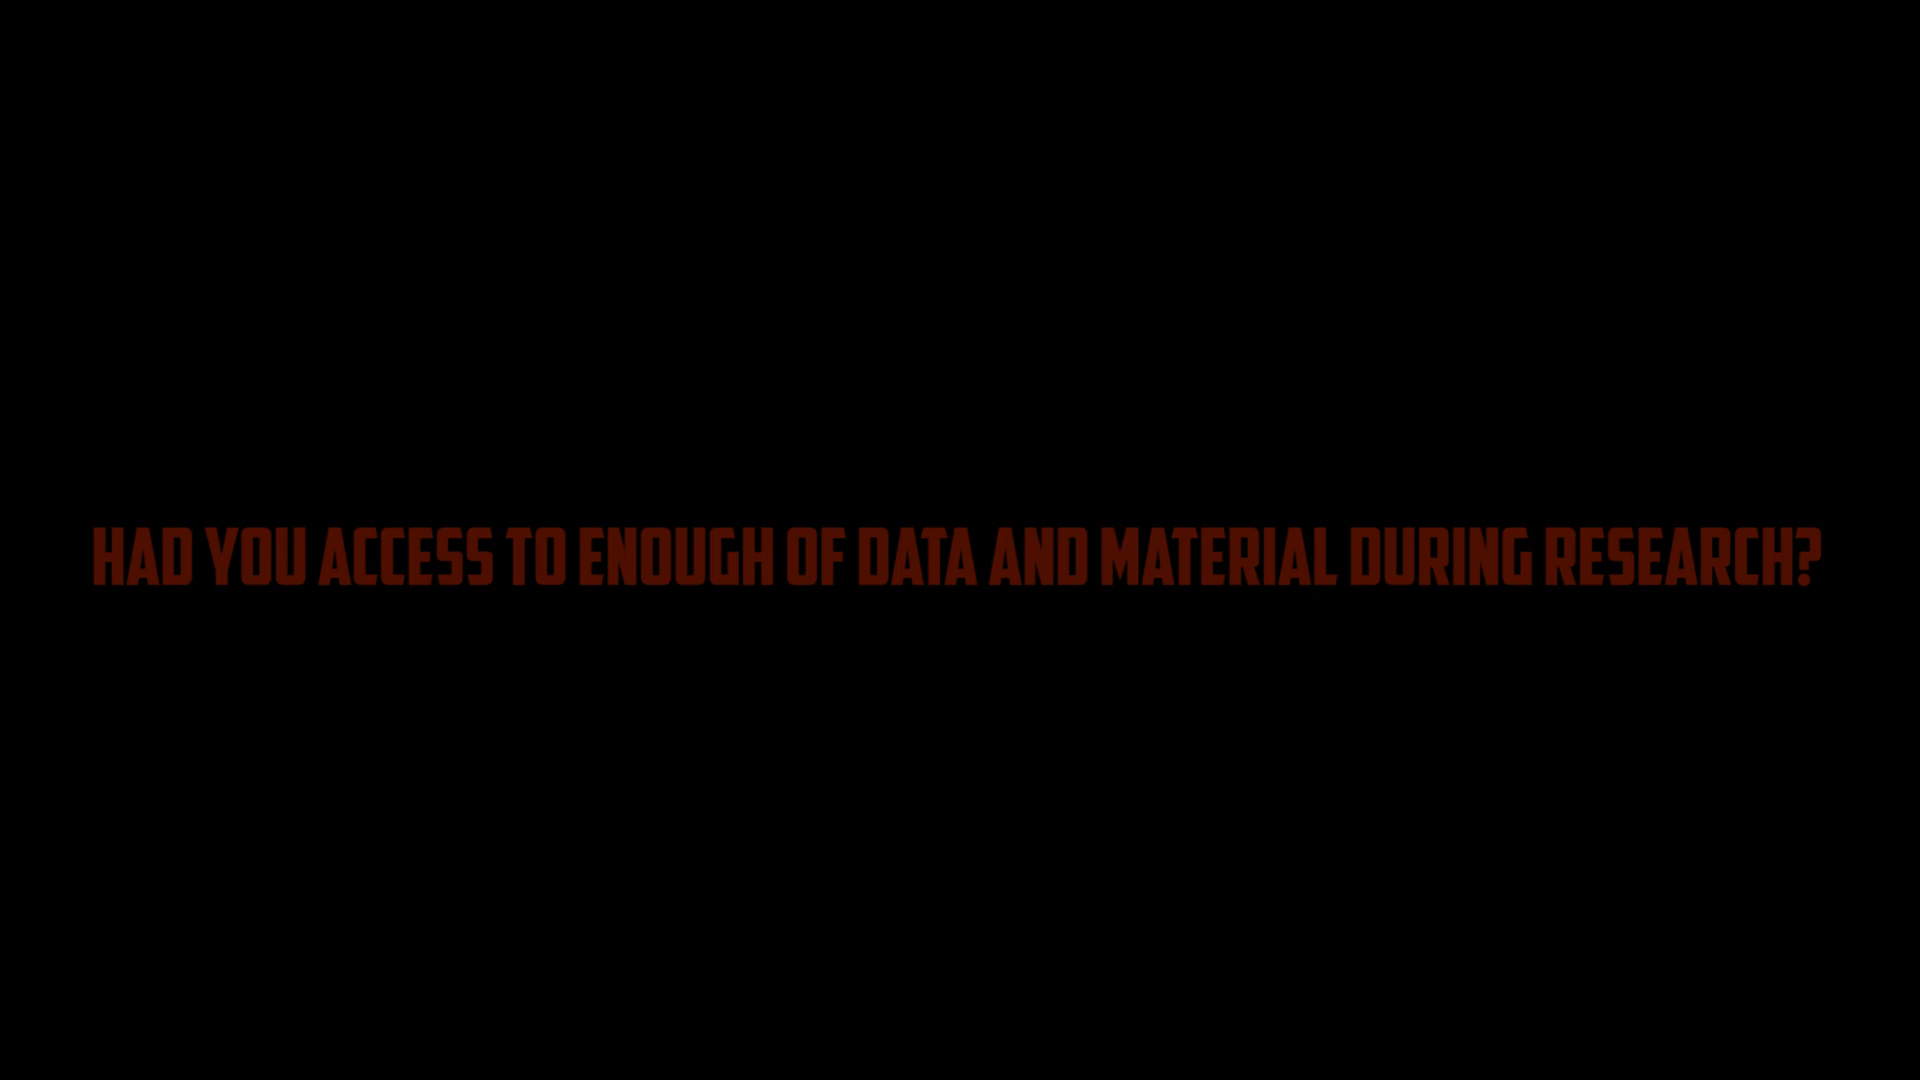 HAD YOU ACCESS TO ENOUGH OF DATA AND MATERIAL DURING RESEARCH?